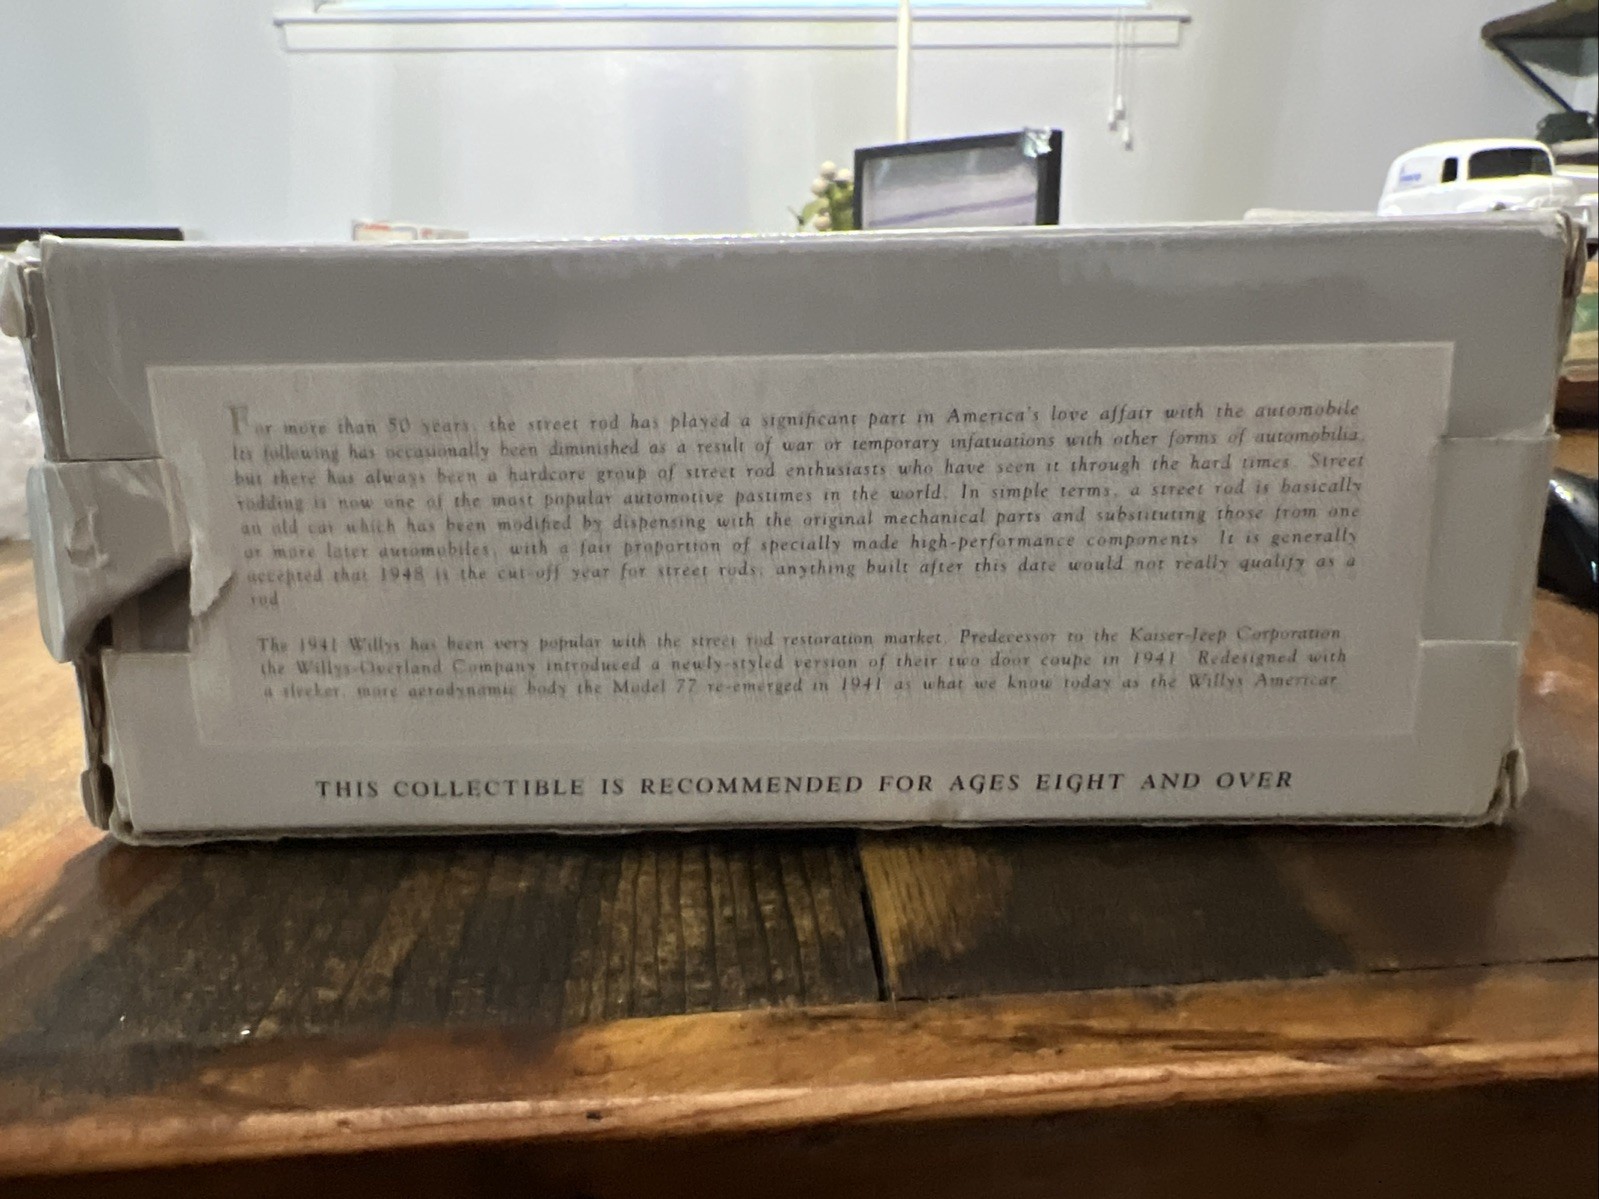 For more than 50 years, the street rod has played a significant part in America's love affair with the automobile
Its following has occasionally been diminished as a result of war or temporary infatuations with other forms of automobilia,
but there has always been a hardcore group of street rod enthusiasts who have seen it through the hard times. Street
rodding is now one of the most popular automotive pastimes in the world. In simple terms, a street rod is basically
an old car which has been modified by dispensing with the original mechanical parts and substituting those from one
or more later automobiles, with a fair proportion of specially made high-performance components. It is generally
accepted that 1948 is the cut-off year for street rods; anything built after this date would not really qualify as a
rod
The 1941 Willys has been very popular with the street rod restoration market. Predecessor to the Kaiser-Jeep Corporation
the Willys-Overland Company introduced a newly-styled version of their two door coupe in 1941. Redesigned with
a sleeker, more aerodynamic body the Model 77 re-emerged in 1941 as what we know today as the Willys Americar
THIS COLLECTIBLE IS RECOMMENDED FOR AGES EIGHT AND OVER